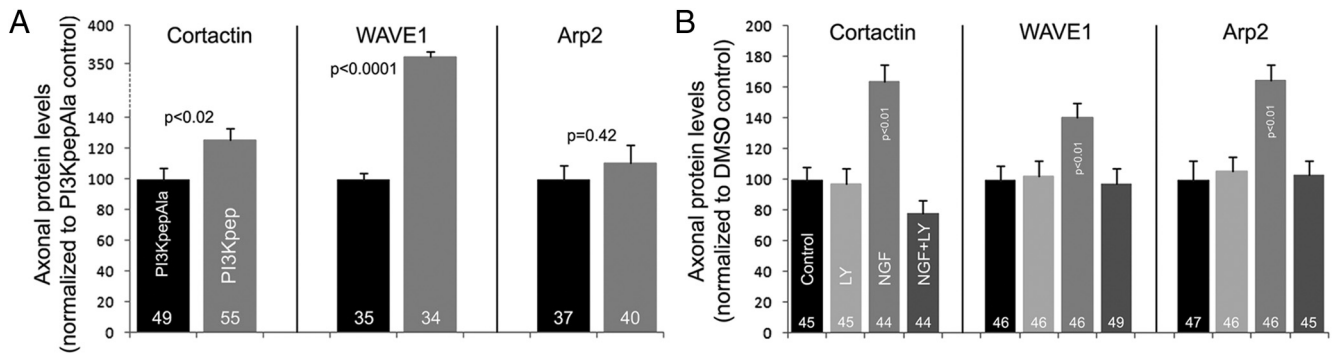 A
Axonal protein levels
(normalized to PI3KpepAla control)
400
350
140
120
100
80
60
40
20
0
Cortactin
WAVE1
Arp2
p<0.02
p<0.0001
p=0.42
PI3KpepAla
PI3Kpep
49
55
35
34
37
40
B
Axonal protein levels
(normalized to DMSO control)
200
180
160
140
120
100
80
60
40
20
0
Cortactin
WAVE1
Arp2
Control
LY
NGF
p<0.01
NGF+LY
p<0.01
p<0.01
45
45
44
44
46
46
46
49
47
46
46
45